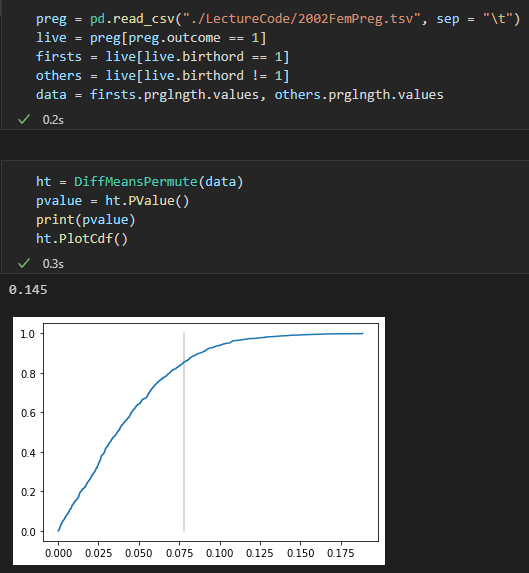 preg = pd.read_csv("./LectureCode/2002FemPreg.tsv", sep = "\t")
live = preg[preg.outcome == 1]
firsts = live[live.birthord == 1]
others = live[live.birthord != 1]
data = firsts.prglngth.values, others.prglngth.values
0.2s
ht = DiffMeansPermute(data)
pvalue = ht.PValue()
print(pvalue)
ht.PlotCdf()
0.3s
0.145
1.0
0.8
0.6
0.4
0.2
0.0
0.000 0.025 0.050 0.075 0.100 0.125 0.150 0.175